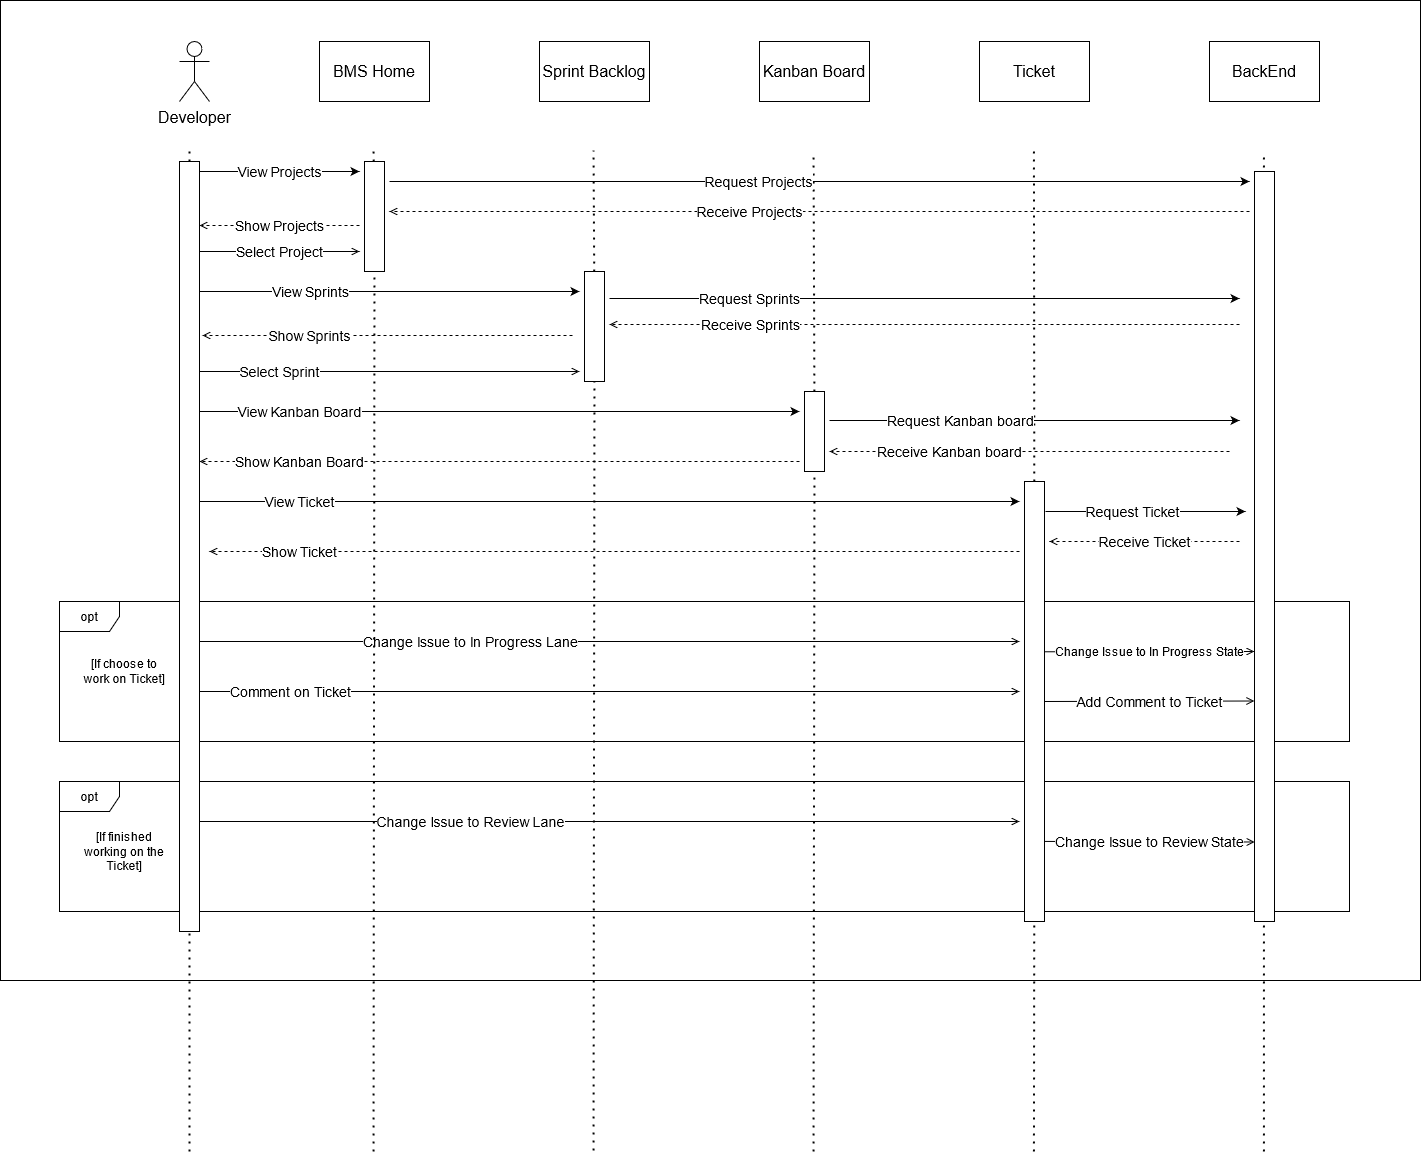 Developer
BMS Home
Sprint Backlog
Kanban Board
Ticket
BackEnd
View Projects
Request Projects
Receive Projects
Show Projects
Select Project
View Sprints
Request Sprints
Receive Sprints
Show Sprints
Select Sprint
View Kanban Board
Request Kanban board
Receive Kanban board
Show Kanban Board
View Ticket
Request Ticket
Receive Ticket
Show Ticket
opt
[If choose to
work on Ticket]
Change Issue to In Progress Lane
Change Issue to In Progress State
Comment on Ticket
Add Comment to Ticket
opt
[If finished
working on the
Ticket]
Change Issue to Review Lane
Change Issue to Review State